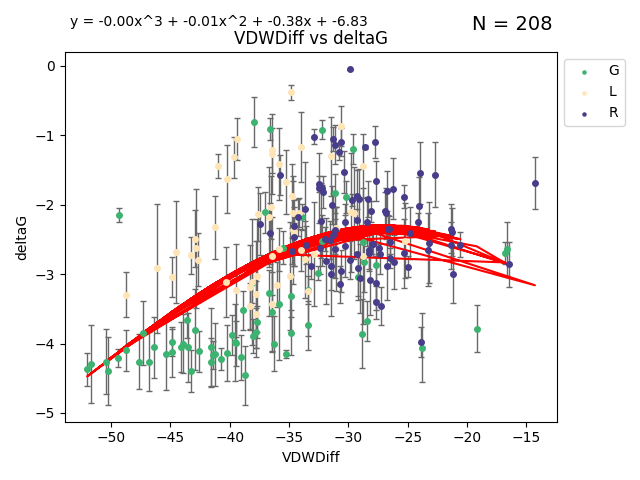 y = -0.00x^3 + -0.01x^2 + -0.38x + -6.83
N = 208
VDWDiff vs deltaG
G
L
R
0
−1
−2
−3
−4
−5
deltaG
−50 −45 −40 −35 −30 −25 −20 −15
VDWDiff